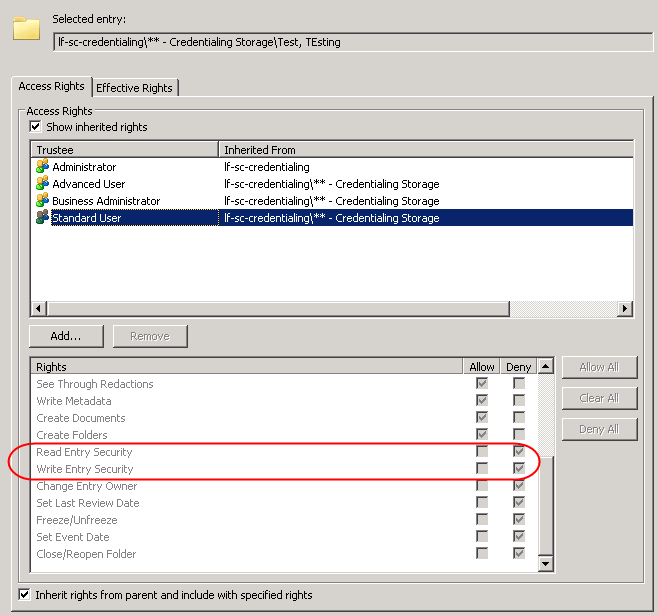 Selected entry:
lf-sc-credentialing\** - Credentialing Storage\Test, TEsting
Access Rights Effective Rights
Access Rights
Show inherited rights
Trustee Inherited From
Administrator lf-sc-credentialing
Advanced User lf-sc-credentialing\** - Credentialing Storage
Business Administrator lf-sc-credentialing\** - Credentialing Storage
Standard User lf-sc-credentialing\** - Credentialing Storage
Add... Remove
Rights Allow Deny Allow All
See Through Redactions
Write Metadata Clear All
Create Documents
Create Folders Deny All
Read Entry Security
Write Entry Security
Change Entry Owner
Set Last Review Date
Freeze/Unfreeze
Set Event Date
Close/Reopen Folder
Inherit rights from parent and include with specified rights